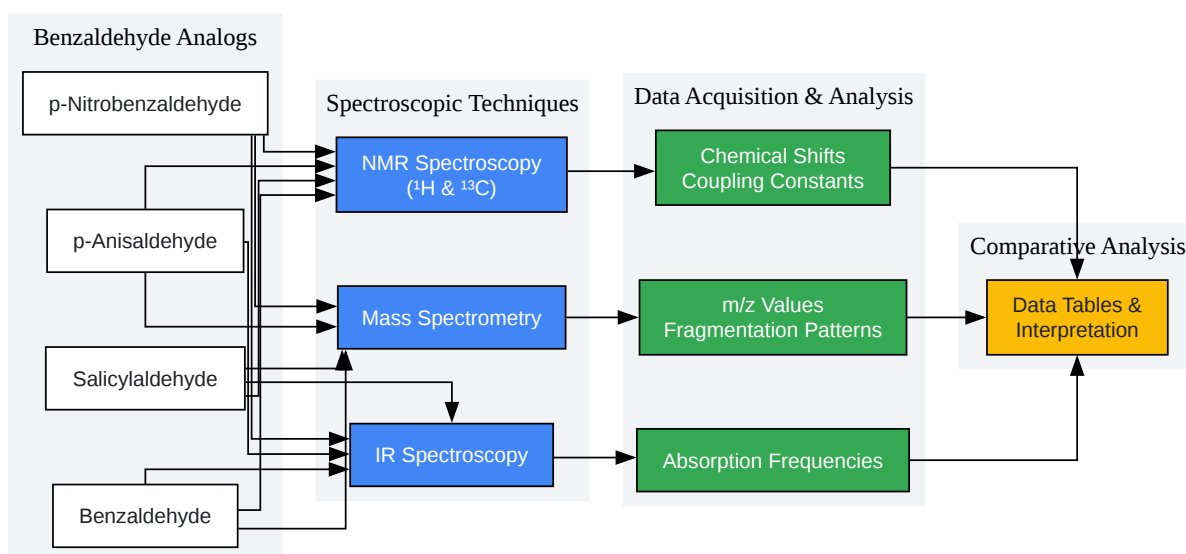 Benzaldehyde Analogs
p-Nitrobenzaldehyde
p-Anisaldehyde
Salicylaldehyde
Benzaldehyde
Spectroscopic Techniques
NMR Spectroscopy
(¹H & ¹³C)
Mass Spectrometry
IR Spectroscopy
Data Acquisition & Analysis
Chemical Shifts
Coupling Constants
m/z Values
Fragmentation Patterns
Absorption Frequencies
Comparative Analysis
Data Tables &
Interpretation